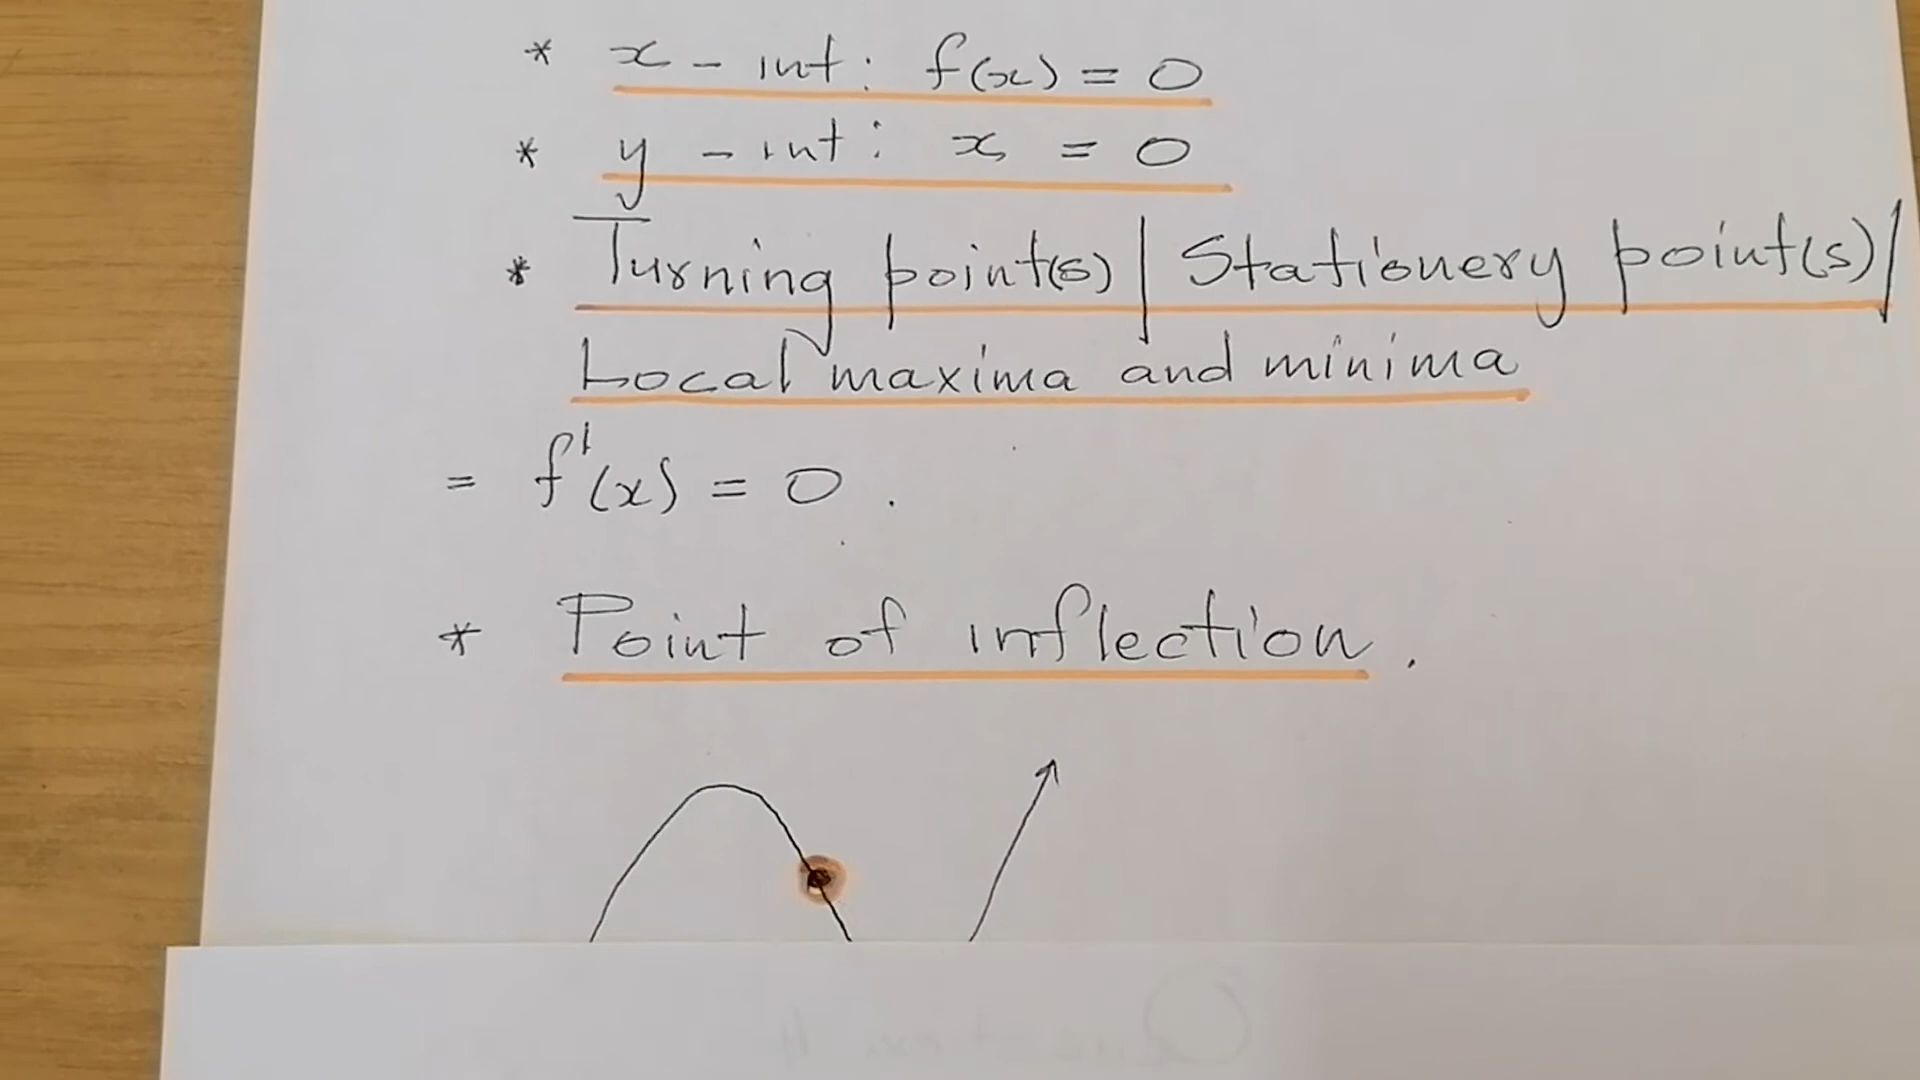 * x - int: f(x) = 0
* y - int: x = 0
* Turning point(s) | Stationery point(s) |
Local maxima and minima
= f'(x) = 0 .
* Point of inflection .